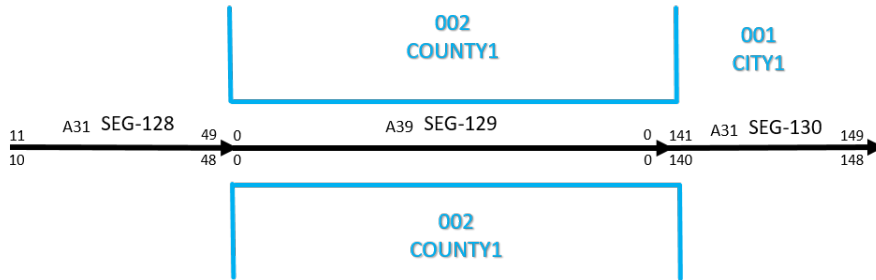 002
COUNTY1
001
CITY1
11 A31 SEG-128 49 0 A39 SEG-129 0 141 A31 SEG-130 149
10 48 0 0 140 148
002
COUNTY1